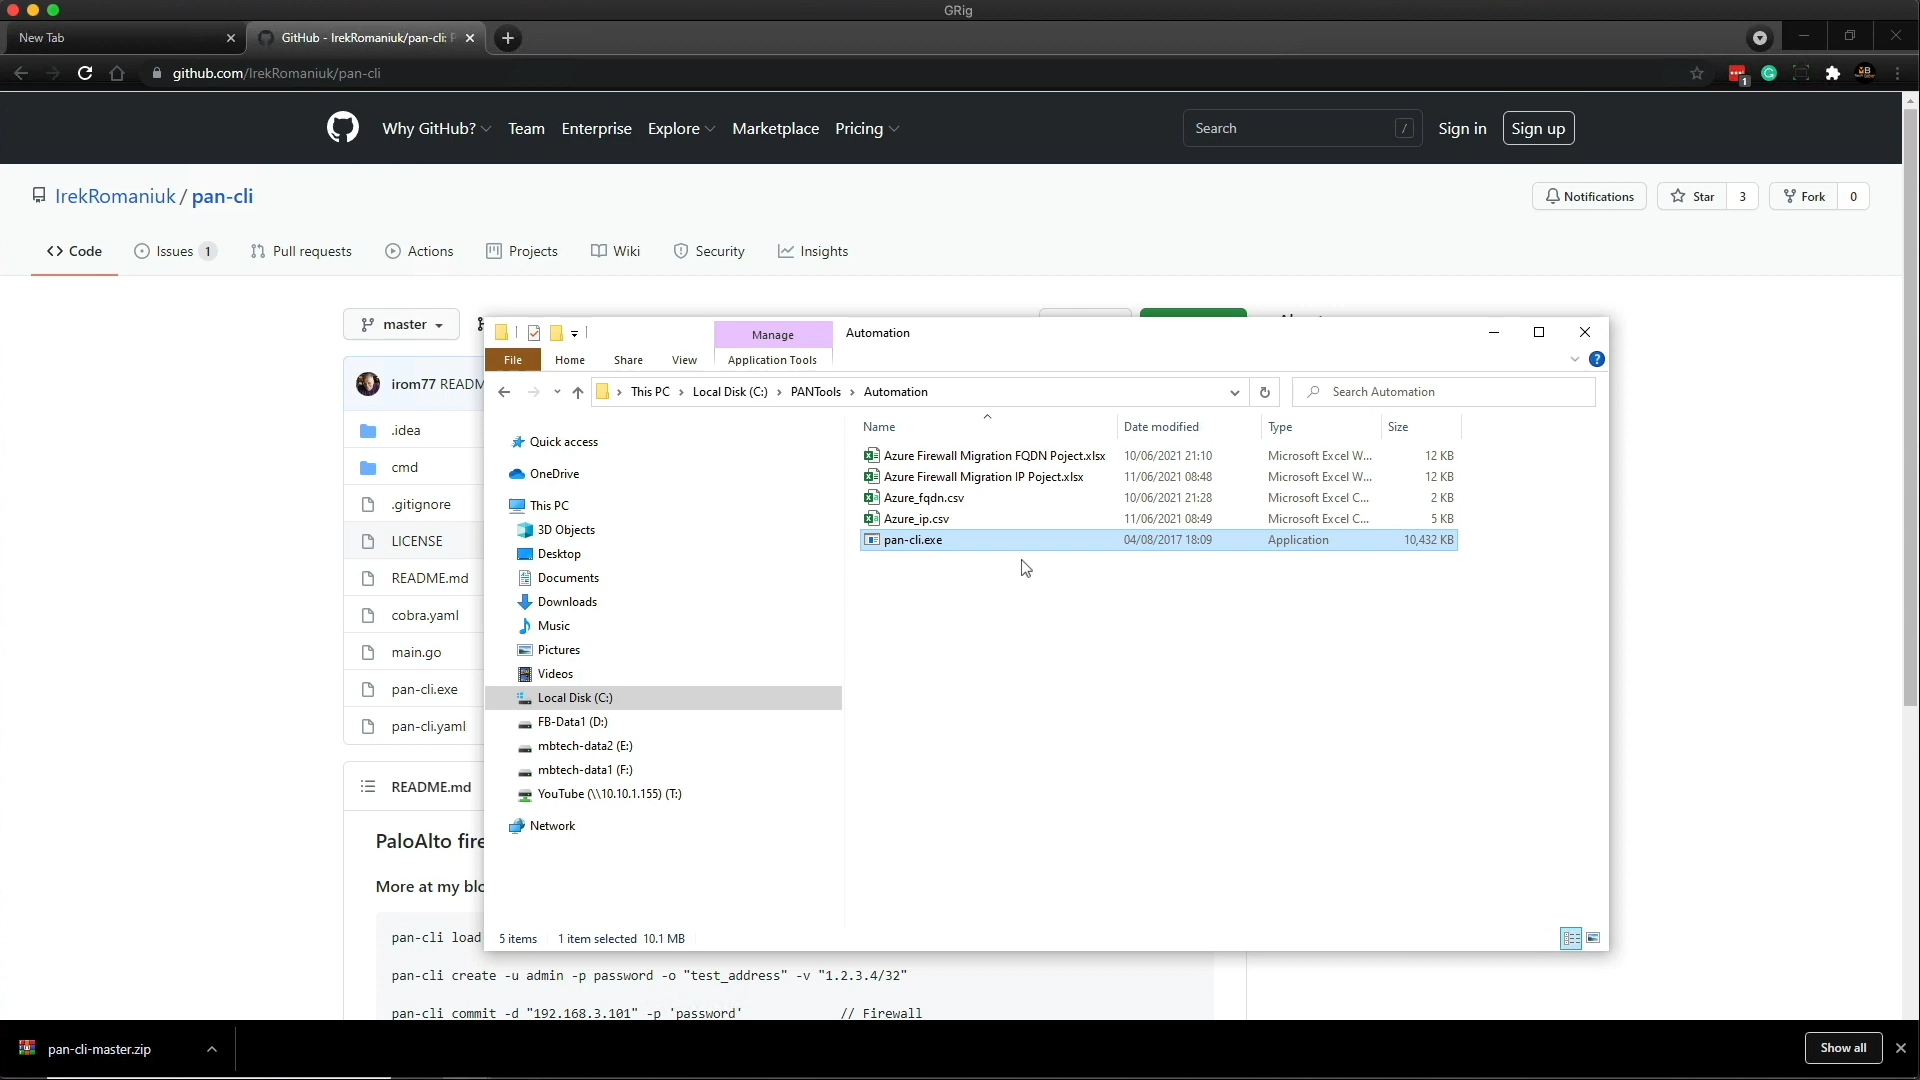 GRig
New Tab
GitHub - IrekRomaniuk/pan-cli: P
github.com/IrekRomaniuk/pan-cli
1
Why GitHub? Team Enterprise Explore Marketplace Pricing
Search / Sign in Sign up
IrekRomaniuk / pan-cli
Notifications Star 3 Fork 0
Code Issues 1 Pull requests Actions Projects Wiki Security Insights
master
irom77 READM
.idea
cmd
.gitignore
LICENSE
README.md
cobra.yaml
main.go
pan-cli.exe
pan-cli.yaml
README.md
PaloAlto fire
More at my blo
pan-cli load
pan-cli create -u admin -p password -o "test_address" -v "1.2.3.4/32"
pan-cli commit -d "192.168.3.101" -p 'password' // Firewall
Manage Automation
File Home Share View Application Tools
This PC Local Disk (C:) PANTools Automation
Search Automation
Quick access
OneDrive
This PC
3D Objects
Desktop
Documents
Downloads
Music
Pictures
Videos
Local Disk (C:)
FB-Data1 (D:)
mbtech-data2 (E:)
mbtech-data1 (F:)
YouTube (\\10.10.1.155) (T:)
Network
Name Date modified Type Size
Azure Firewall Migration FQDN Poject.xlsx 10/06/2021 21:10 Microsoft Excel W... 12 KB
Azure Firewall Migration IP Poject.xlsx 11/06/2021 08:48 Microsoft Excel W... 12 KB
Azure_fqdn.csv 10/06/2021 21:28 Microsoft Excel C... 2 KB
Azure_ip.csv 11/06/2021 08:49 Microsoft Excel C... 5 KB
pan-cli.exe 04/08/2017 18:09 Application 10,432 KB
5 items 1 item selected 10.1 MB
pan-cli-master.zip
Show all